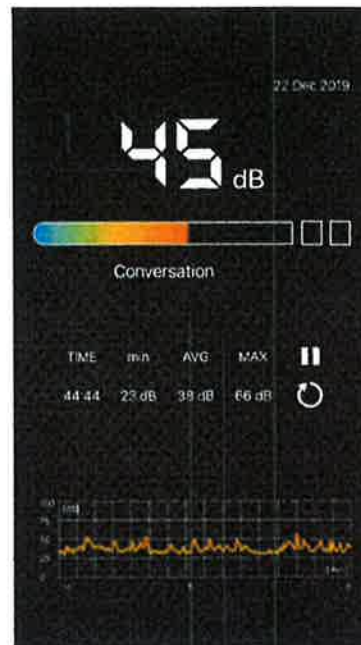 22 Dec 2019
45 dB
Conversation
TIME min AVG MAX
44:44 23 dB 38 dB 66 dB